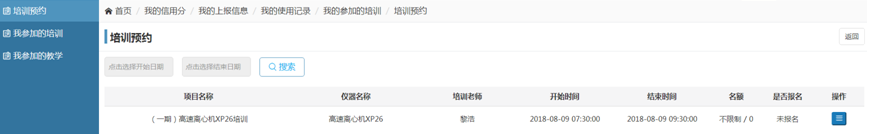 培训预约
我参加的培训
我参加的教学
首页 / 我的信用分 / 我的上报信息 / 我的使用记录 / 我的参加的培训 / 培训预约
培训预约
返回
点击选择开始日期 点击选择结束日期 搜索
项目名称 仪器名称 培训老师 开始时间 结束时间 名额 是否报名 操作
（一期）高速离心机XP26培训 高速离心机XP26 黎浩 2018-08-09 07:30:00 2018-08-09 09:30:00 不限制 / 0 未报名